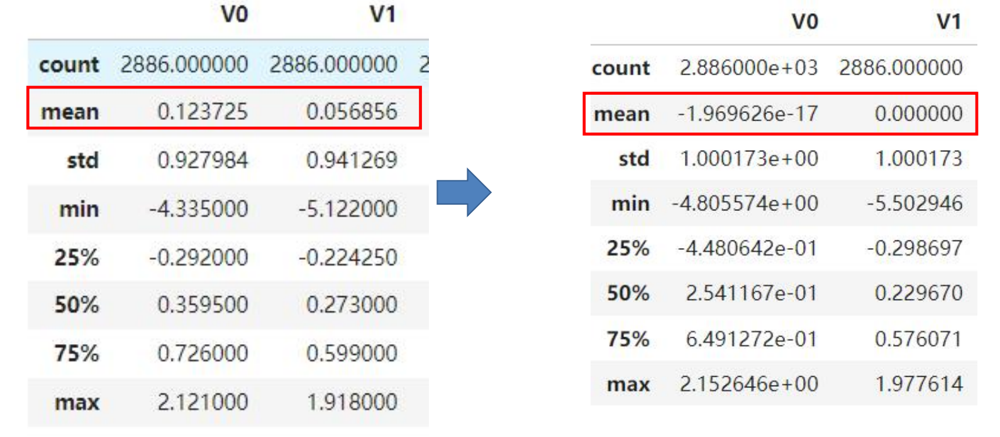 V0 V1
count 2886.000000 2886.000000 2
mean 0.123725 0.056856
std 0.927984 0.941269
min -4.335000 -5.122000
25% -0.292000 -0.224250
50% 0.359500 0.273000
75% 0.726000 0.599000
max 2.121000 1.918000
V0 V1
count 2.886000e+03 2886.000000
mean -1.969626e-17 0.000000
std 1.000173e+00 1.000173
min -4.805574e+00 -5.502946
25% -4.480642e-01 -0.298697
50% 2.541167e-01 0.229670
75% 6.491272e-01 0.576071
max 2.152646e+00 1.977614